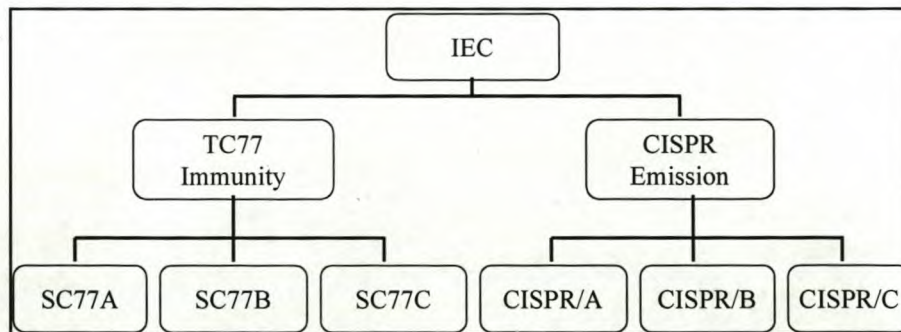 IEC
TC77
Immunity
CISPR
Emission
SC77A
SC77B
SC77C
CISPR/A
CISPR/B
CISPR/C